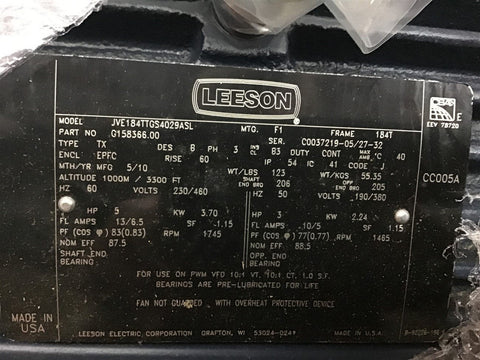 LEESON
MODEL JVE184TTGS4029ASL MTG. F1 FRAME 184T
PART NO G158366.00 SER. C0037219-05/27-32
TYPE TX DES B PH 3 INS CL F3 DUTY CONT MAX AMB °C 40
ENCL EPFC RISE 60 IP 54 IC 41 CODE J
MTH/YR MFG 5/10 WT/LBS 123 WT/KGS 55.35
ALTITUDE 1000M / 3300 FT SHAFT END BRG 206 OPP END BRG 205
HZ 60 VOLTS 230/460 HZ 50 VOLTS 190/380
HP 5 KW 3.70 HP 3 KW 2.24
FL AMPS 13/6.5 SF 1.15 FL AMPS 10/5 SF 1.15
PF (COS φ) 83(0.83) RPM 1745 PF (COS φ) 77(0.77) RPM 1465
NOM EFF 87.5 NOM EFF 88.5
SHAFT. END.
BEARING BEARING
FOR USE ON PWM VFD 10:1 VT, 10:1 CT, 1.0 S.F.
BEARINGS ARE PRE-LUBRICATED FOR LIFE
FAN NOT GUARDED WITH OVERHEAT PROTECTIVE DEVICE
MADE IN
USA
LEESON ELECTRIC CORPORATION GRAFTON, WI 53024-0241 MADE IN U.S.A.
E
EEV 78720
CC005A